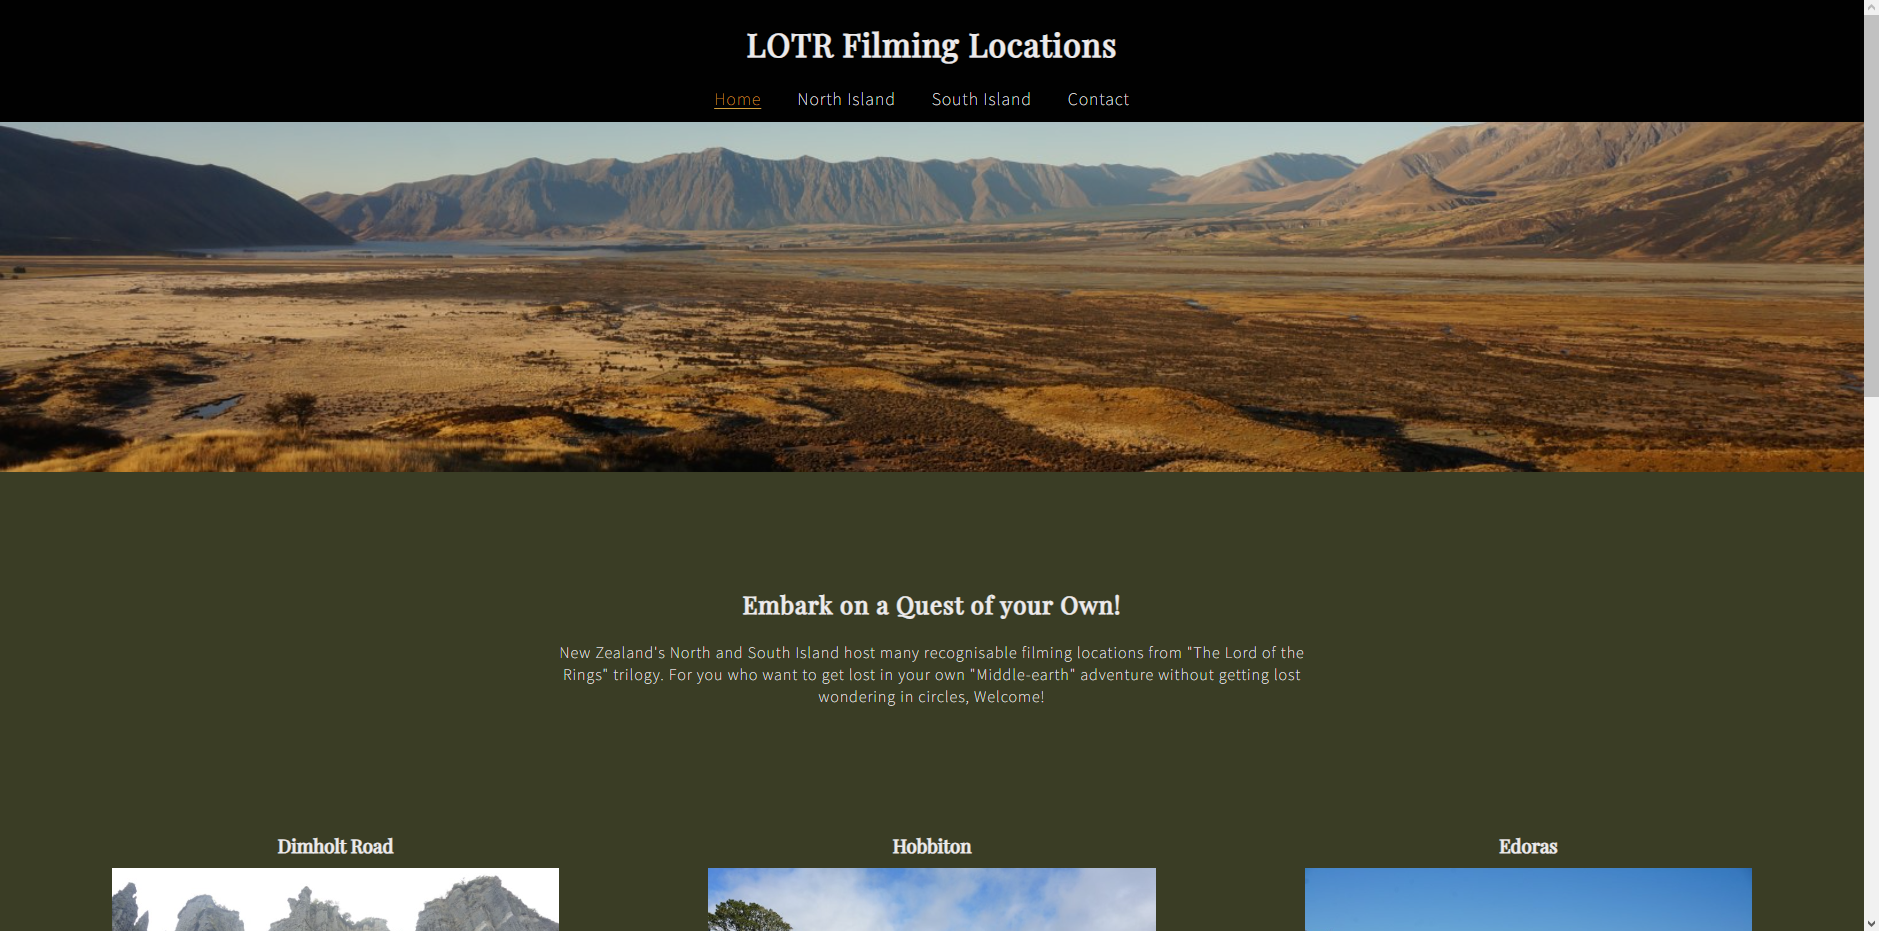 LOTR Filming Locations
Home North Island South Island Contact
Embark on a Quest of your Own!
New Zealand's North and South Island host many recognisable filming locations from "The Lord of the
Rings" trilogy. For you who want to get lost in your own "Middle-earth" adventure without getting lost
wondering in circles, Welcome!
Dimholt Road Hobbiton Edoras